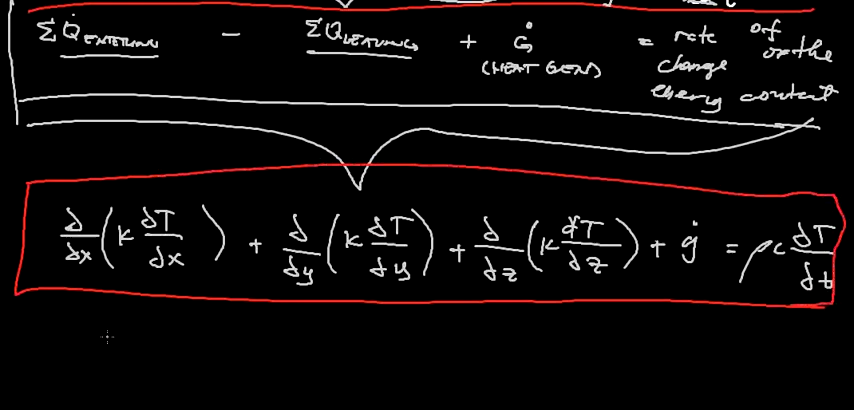 ΣQ̇ ENTERING - ΣQ̇ LEAVING + Ġ = rate of
(HEAT GEN) change of the
energy content
∂/∂x (k ∂T/∂x) + ∂/∂y (k ∂T/∂y) + ∂/∂z (k ∂T/∂z) + ġ = ρc ∂T/∂t